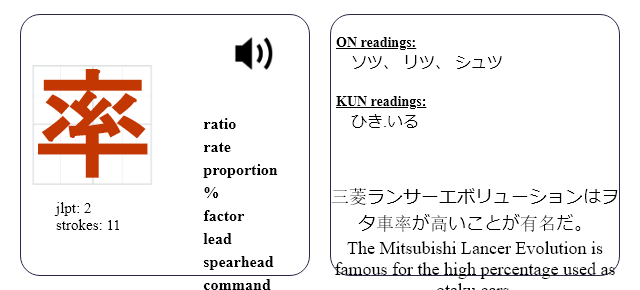 率
jlpt: 2
strokes: 11
ratio
rate
proportion
%
factor
lead
spearhead
command
ON readings:
ソツ、 リツ、 シュツ
KUN readings:
ひき.いる
三菱ランサーエボリューションはヲ
タ車率が高いことが有名だ。
The Mitsubishi Lancer Evolution is
famous for the high percentage used as
otaku cars